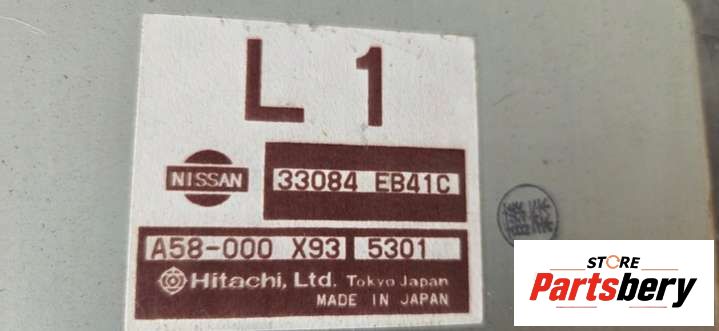 L 1
NISSAN
33084 EB41C
A58-000 X93 5301
Hitachi, Ltd. Tokyo Japan
MADE IN JAPAN
STORE
Partsbery